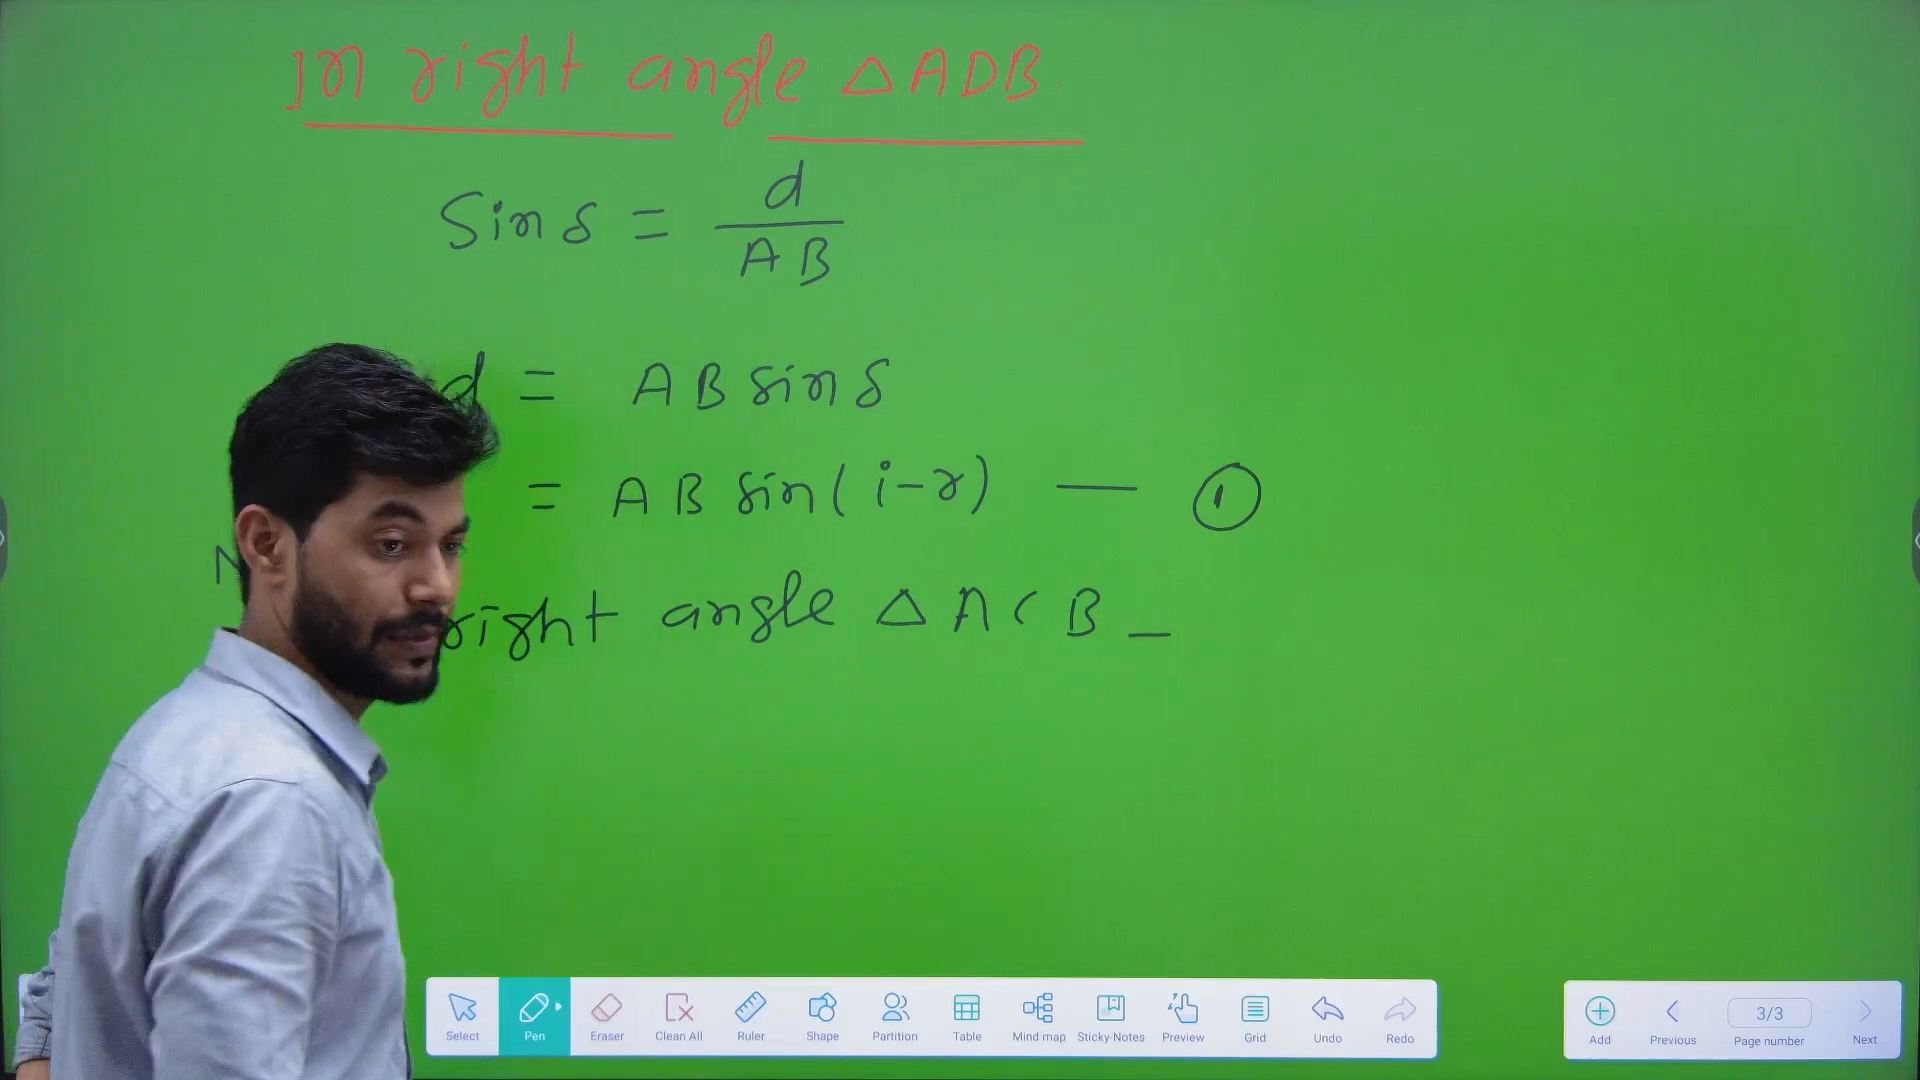 In right angle △ADB.
Sin δ = d / AB
d = AB sin δ
= AB sin(i-r) — ①
N
right angle △ACB _
Select Pen Eraser Clean All Ruler Shape Partition Table Mind map Sticky-Notes Preview Grid Undo Redo
Add Previous 3/3 Page number Next